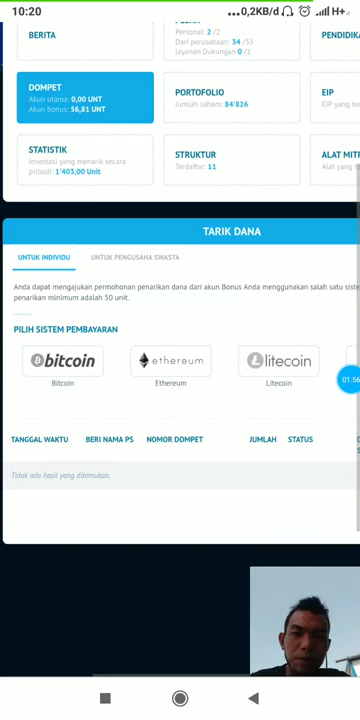 10:20
...0,2KB/d
H+
BERITA
Personal: 2 /2
Dari perusahaan: 34 /35
layanan Dukungan 0 /1
DOMPET
Akun utama: 0,00 UNT
Akun bonus: 56,81 UNT
PORTOFOLIO
Jumlah saham: 84'826
EIP
STATISTIK
Investasi yang menarik secara
pribadi: 1'403,00 Unit
STRUKTUR
Terdaftar: 11
TARIK DANA
UNTUK INDIVIDU
UNTUK PENGUSAHA SWASTA
Anda dapat mengajukan permohonan penarikan dana dari akun Bonus Anda menggunakan salah satu
penarikan minimum adalah 50 unit.
PILIH SISTEM PEMBAYARAN
bitcoin
ethereum
litecoin
Bitcoin
Ethereum
Litecoin
01:56
TANGGAL WAKTU
BERI NAMA PS
NOMOR DOMPET
JUMLAH
STATUS
Tidak ada hasil yang ditemukan.